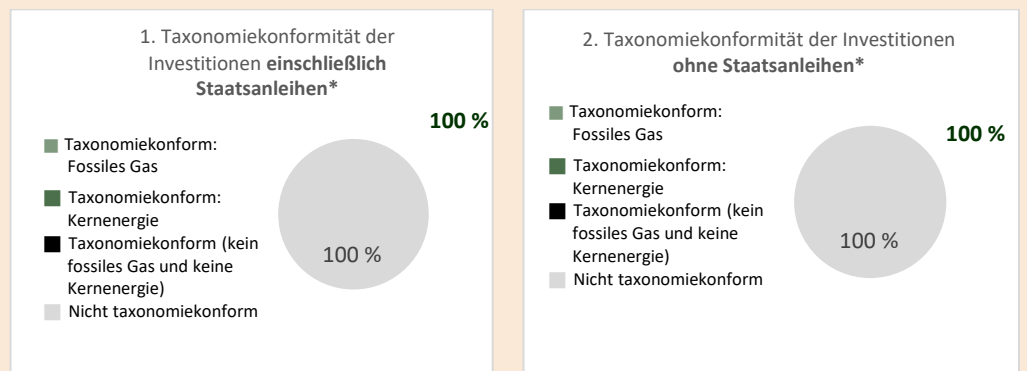 1. Taxonomiekonformität der
Investitionen einschließlich
Staatsanleihen*
100 %
Taxonomiekonform:
Fossiles Gas
Taxonomiekonform:
Kernenergie
Taxonomiekonform (kein
fossiles Gas und keine
Kernenergie)
Nicht taxonomiekonform
100 %
2. Taxonomiekonformität der Investitionen
ohne Staatsanleihen*
100 %
Taxonomiekonform:
Fossiles Gas
Taxonomiekonform:
Kernenergie
Taxonomiekonform (kein
fossiles Gas und keine
Kernenergie)
Nicht taxonomiekonform
100 %